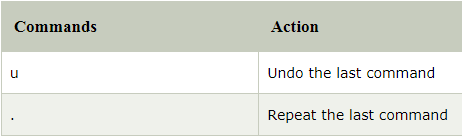 Commands Action
u Undo the last command
. Repeat the last command